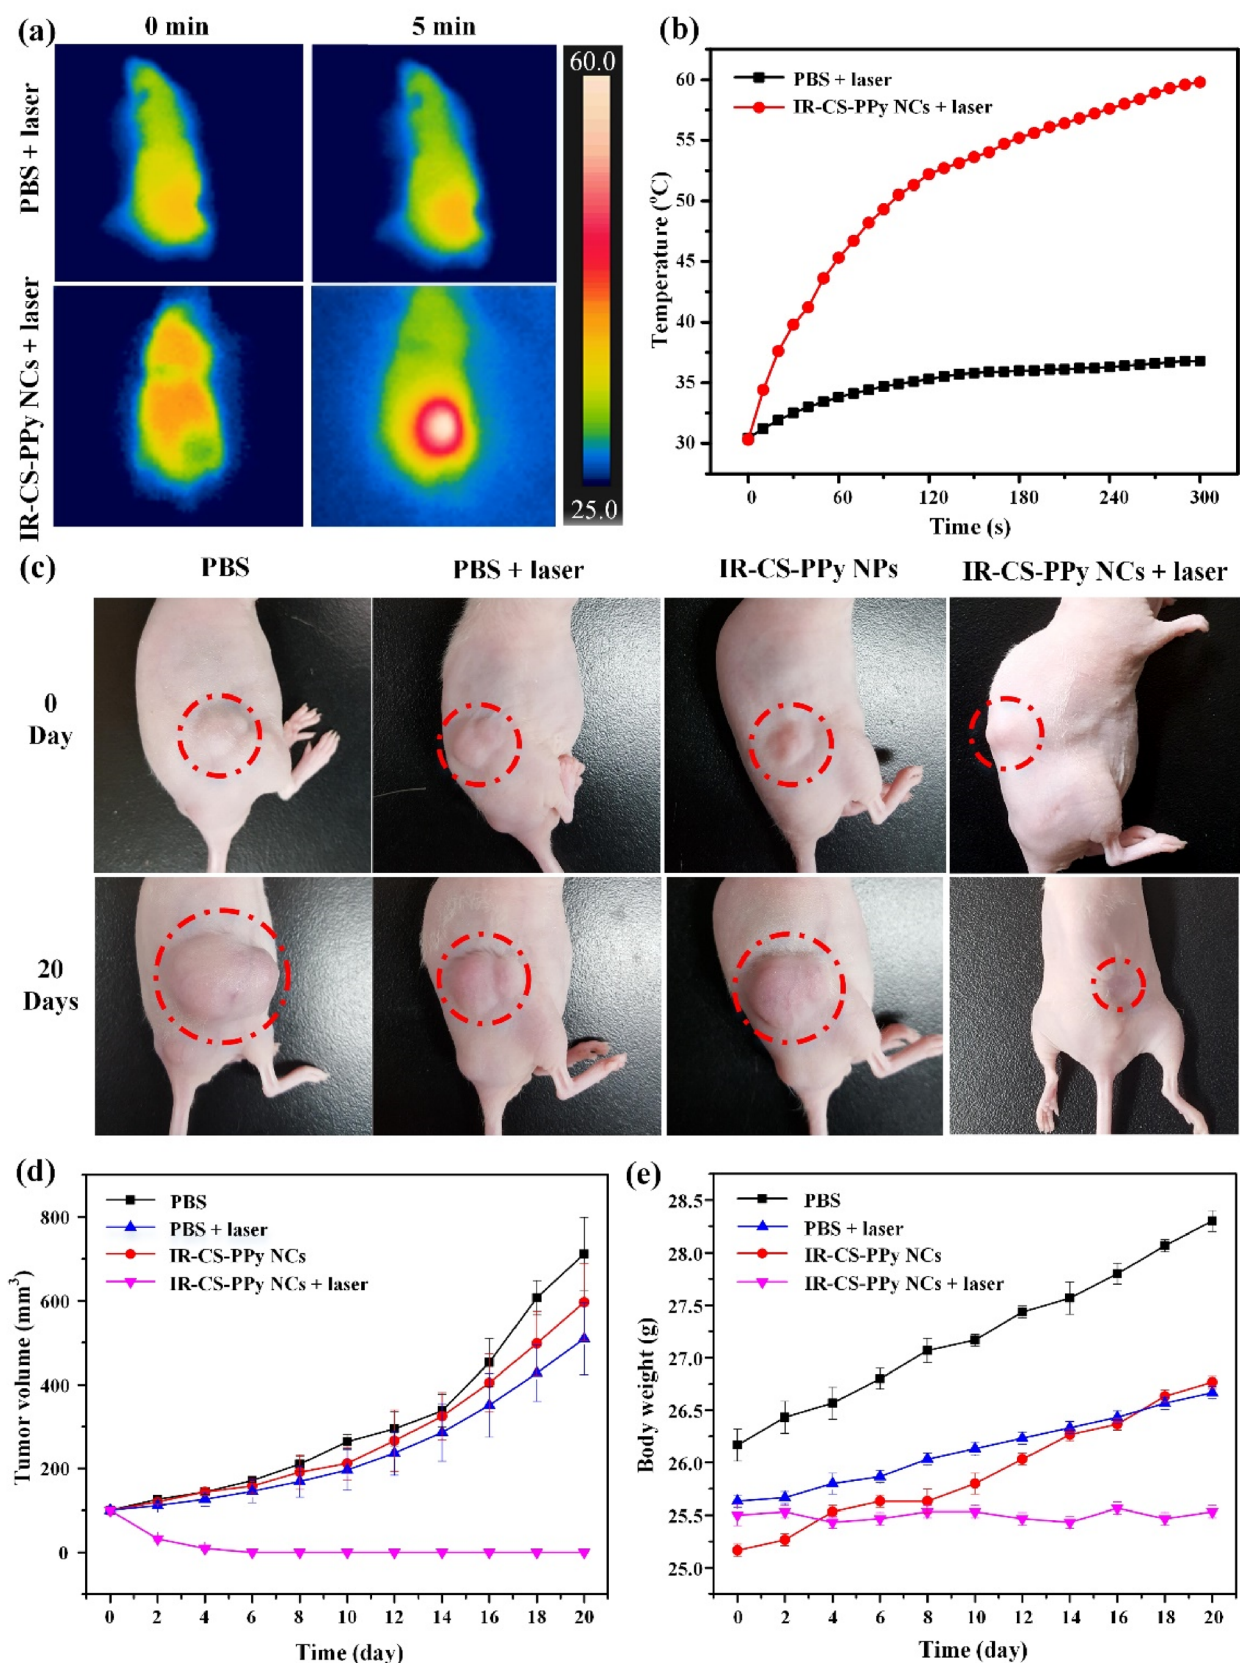 (a)
0 min
5 min
PBS + laser
IR-CS-PPy NCs + laser
60.0
25.0
(b)
PBS + laser
IR-CS-PPy NCs + laser
Temperature (ºC)
60
55
50
45
40
35
30
0 60 120 180 240 300
Time (s)
(c)
PBS
PBS + laser
IR-CS-PPy NPs
IR-CS-PPy NCs + laser
0
Day
20
Days
(d)
PBS
PBS + laser
IR-CS-PPy NCs
IR-CS-PPy NCs + laser
Tumor volume (mm³)
800
600
400
200
0
0 2 4 6 8 10 12 14 16 18 20
Time (day)
(e)
PBS
PBS + laser
IR-CS-PPy NCs
IR-CS-PPy NCs + laser
Body weight (g)
28.5
28.0
27.5
27.0
26.5
26.0
25.5
25.0
0 2 4 6 8 10 12 14 16 18 20
Time (day)